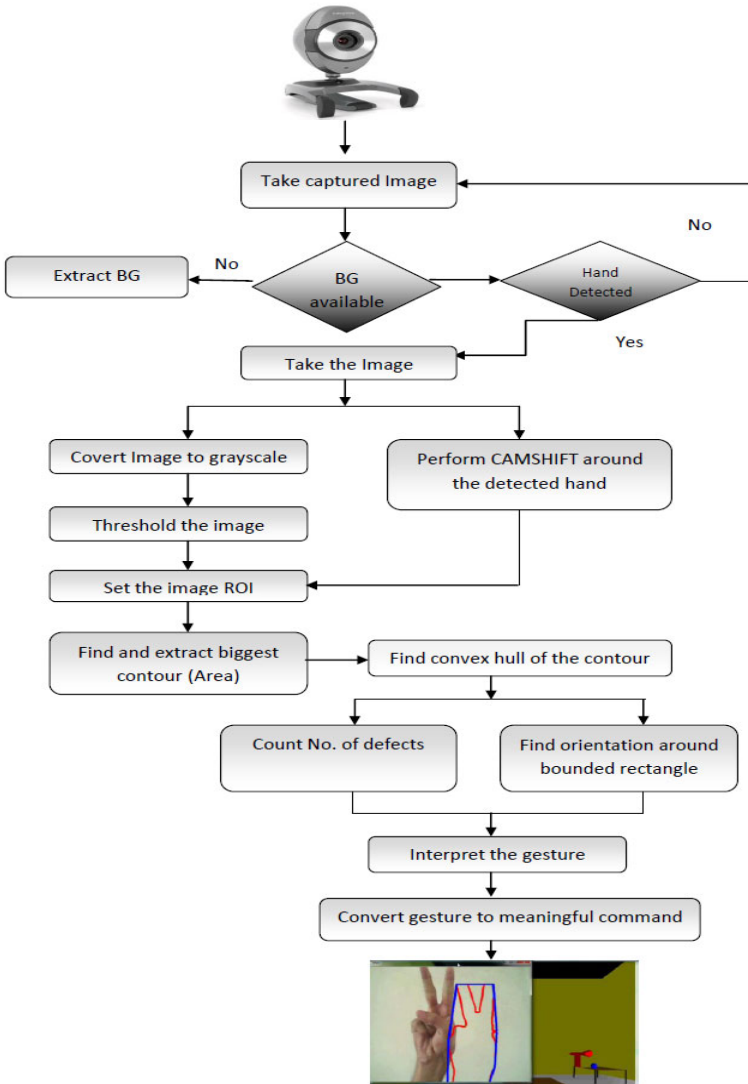 Take captured Image
No
No
Extract BG
BG
available
Hand
Detected
Yes
Take the Image
Covert Image to grayscale
Perform CAMSHIFT around
the detected hand
Threshold the image
Set the image ROI
Find and extract biggest
contour (Area)
Find convex hull of the contour
Count No. of defects
Find orientation around
bounded rectangle
Interpret the gesture
Convert gesture to meaningful command